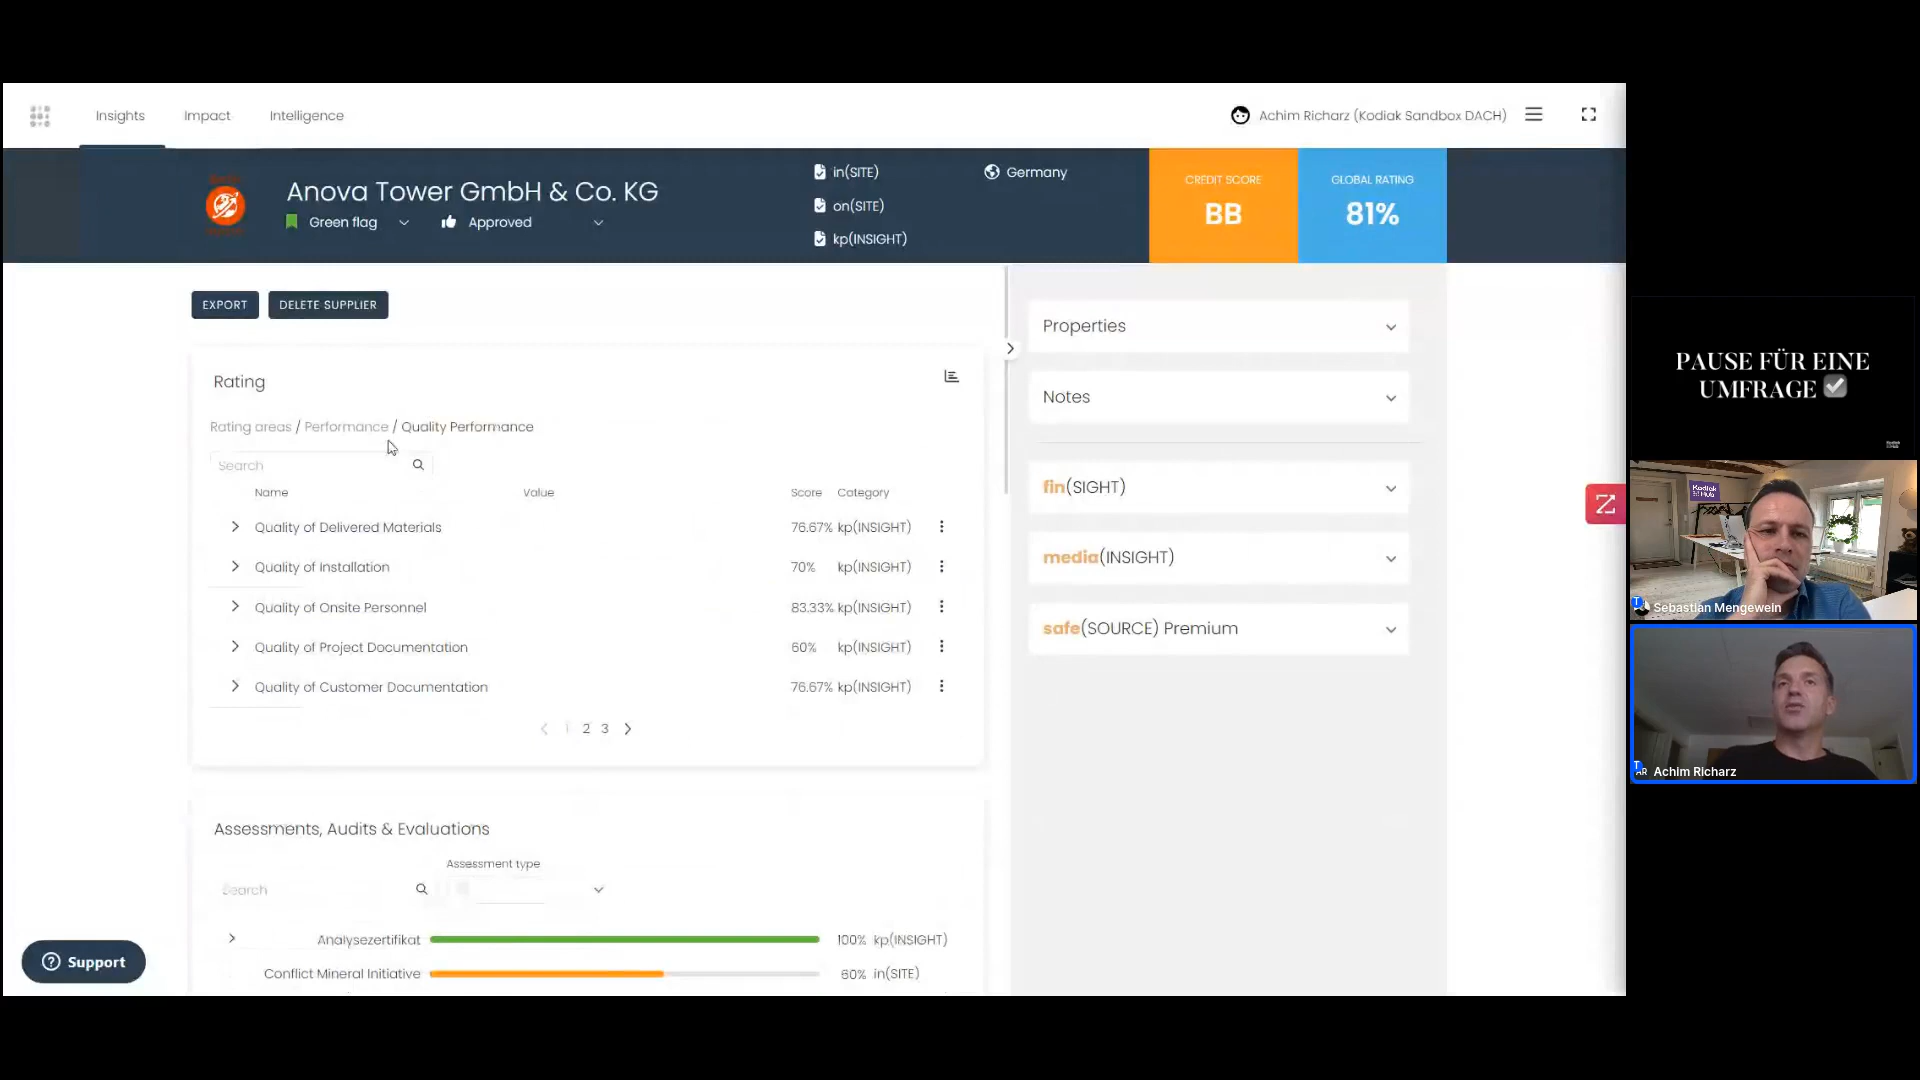 Insights
Impact
Intelligence
Achim Richarz (Kodiak Sandbox DACH)
Anova Tower GmbH & Co. KG
Green flag
Approved
in(SITE)
on(SITE)
kp(INSIGHT)
Germany
CREDIT SCORE
BB
GLOBAL RATING
81%
EXPORT
DELETE SUPPLIER
Rating
Rating areas / Performance / Quality Performance
Search
Name Value Score Category
Quality of Delivered Materials 76.67% kp(INSIGHT)
Quality of Installation 70% kp(INSIGHT)
Quality of Onsite Personnel 83.33% kp(INSIGHT)
Quality of Project Documentation 60% kp(INSIGHT)
Quality of Customer Documentation 76.67% kp(INSIGHT)
1 2 3
Assessments, Audits & Evaluations
Assessment type
Search
Analysezertifikat 100% kp(INSIGHT)
Conflict Mineral Initiative 60% in(SITE)
Support
Properties
Notes
fin(SIGHT)
media(INSIGHT)
safe(SOURCE) Premium
PAUSE FÜR EINE
UMFRAGE
Kodiak
Hub
Sebastian Mengewein
Achim Richarz